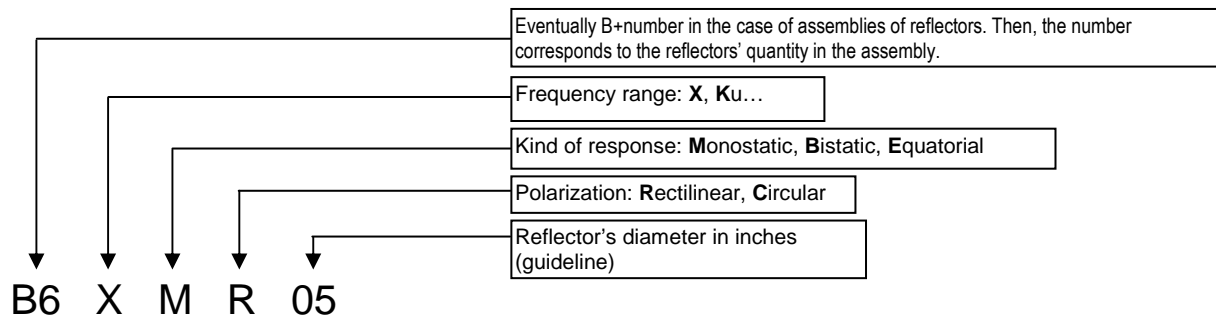 Eventually B+number in the case of assemblies of reflectors. Then, the number
corresponds to the reflectors’ quantity in the assembly.
Frequency range: X, Ku…
Kind of response: Monostatic, Bistatic, Equatorial
Polarization: Rectilinear, Circular
Reflector’s diameter in inches
(guideline)
B6 X M R 05